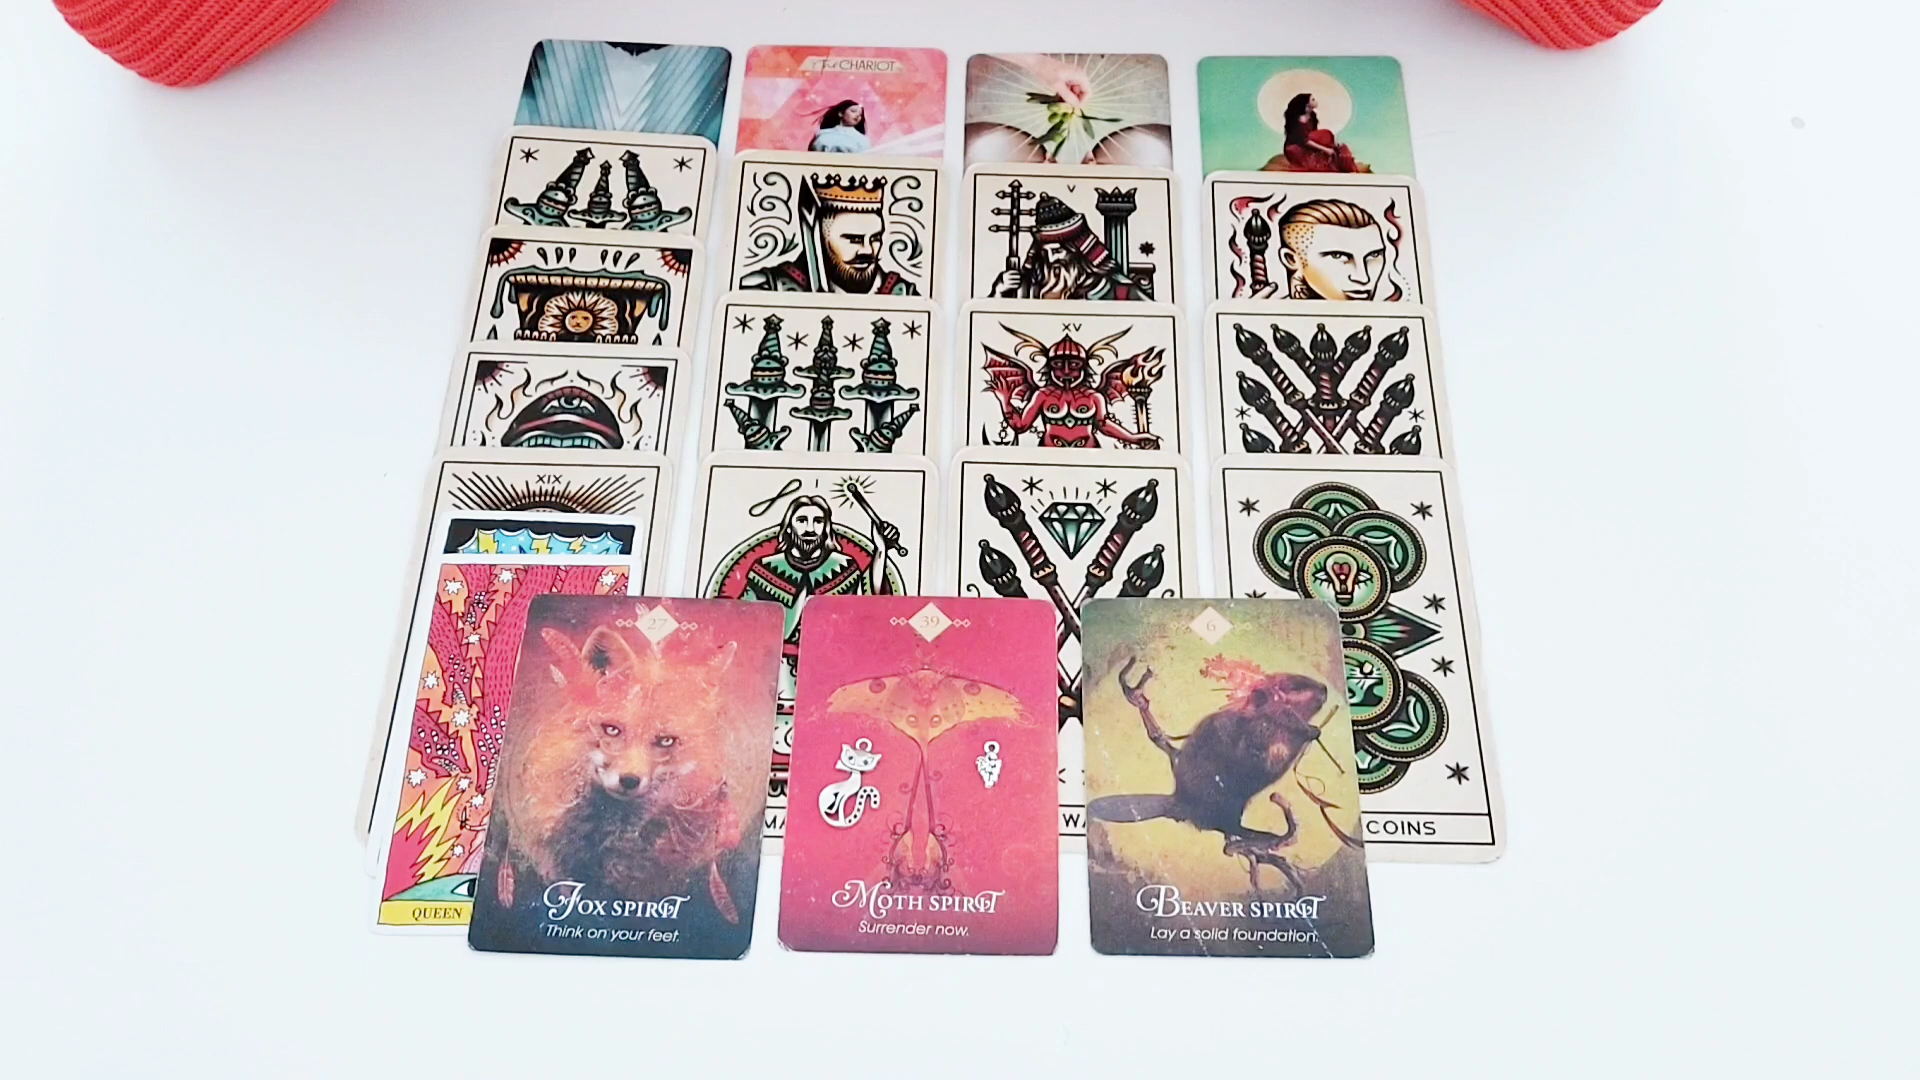 The CHARIOT
V
XV
XIX
I
27
39
6
MA
WA
COINS
QUEEN
FOX SPIRIT
Think on your feet.
MOTH SPIRIT
Surrender now.
BEAVER SPIRIT
Lay a solid foundation.